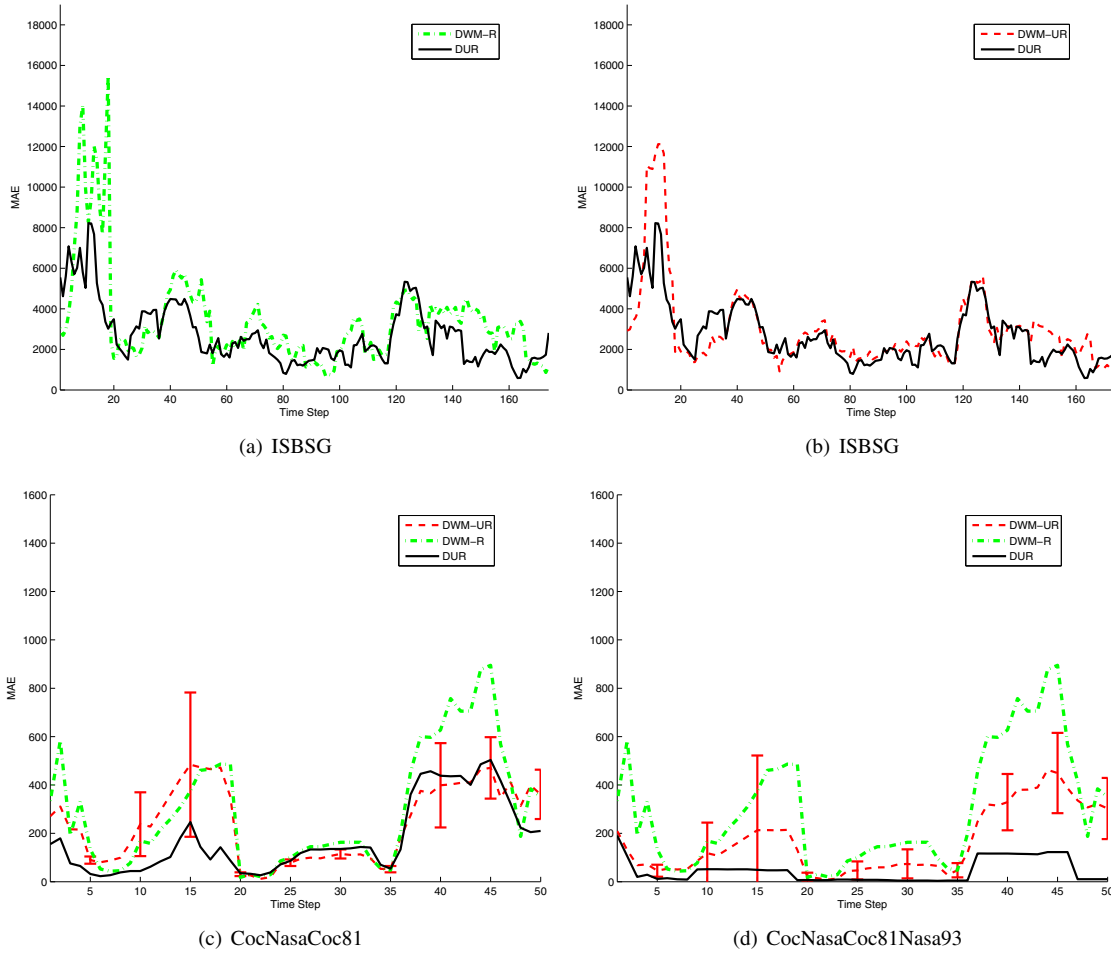 18000
16000
14000
12000
10000
8000
6000
4000
2000
0
MAE
DWM-R
DUR
20 40 60 80 100 120 140 160
Time Step
(a) ISBSG
18000
16000
14000
12000
10000
8000
6000
4000
2000
0
MAE
DWM-UR
DUR
20 40 60 80 100 120 140 160
Time Step
(b) ISBSG
1600
1400
1200
1000
800
600
400
200
0
MAE
DWM-UR
DWM-R
DUR
5 10 15 20 25 30 35 40 45 50
Time Step
(c) CocNasaCoc81
1600
1400
1200
1000
800
600
400
200
0
MAE
DWM-UR
DWM-R
DUR
5 10 15 20 25 30 35 40 45 50
Time Step
(d) CocNasaCoc81Nasa93